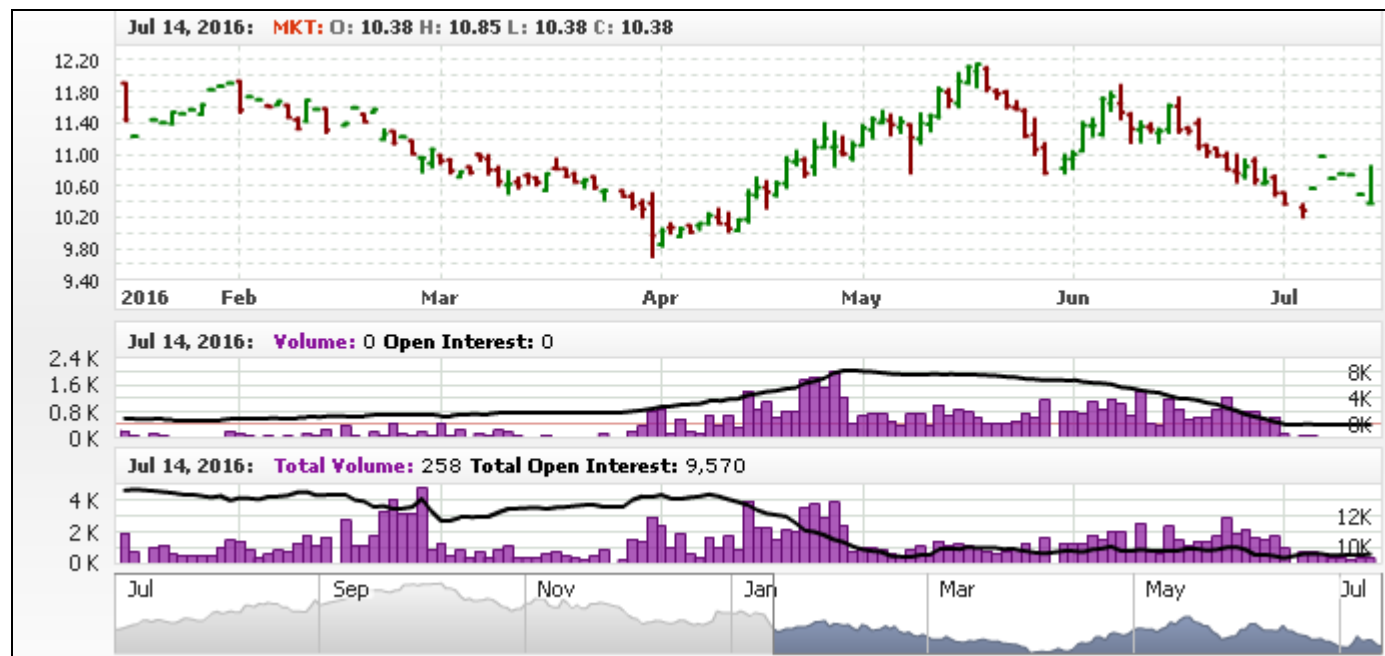 Jul 14, 2016: MKT: O: 10.38 H: 10.85 L: 10.38 C: 10.38
12.20
11.80
11.40
11.00
10.60
10.20
9.80
9.40
2016 Feb Mar Apr May Jun Jul
Jul 14, 2016: Volume: 0 Open Interest: 0
2.4 K
1.6 K
0.8 K
0 K
8K
4K
0K
Jul 14, 2016: Total Volume: 258 Total Open Interest: 9,570
4 K
2 K
0 K
12K
10K
Jul Sep Nov Jan Mar May Jul